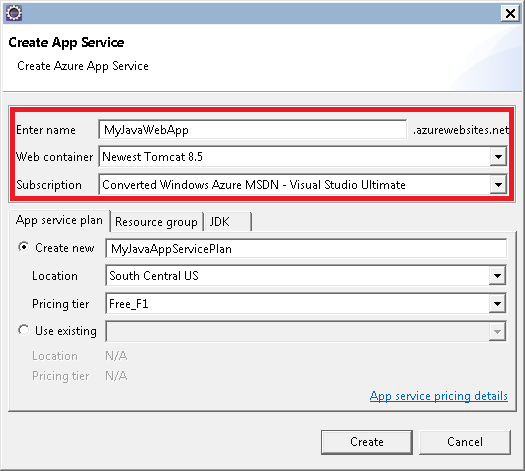 Create App Service
Create Azure App Service
Enter name MyJavaWebApp .azurewebsites.net
Web container Newest Tomcat 8.5
Subscription Converted Windows Azure MSDN - Visual Studio Ultimate
App service plan Resource group JDK
Create new MyJavaAppServicePlan
Location South Central US
Pricing tier Free_F1
Use existing
Location N/A
Pricing tier N/A
App service pricing details
Create Cancel